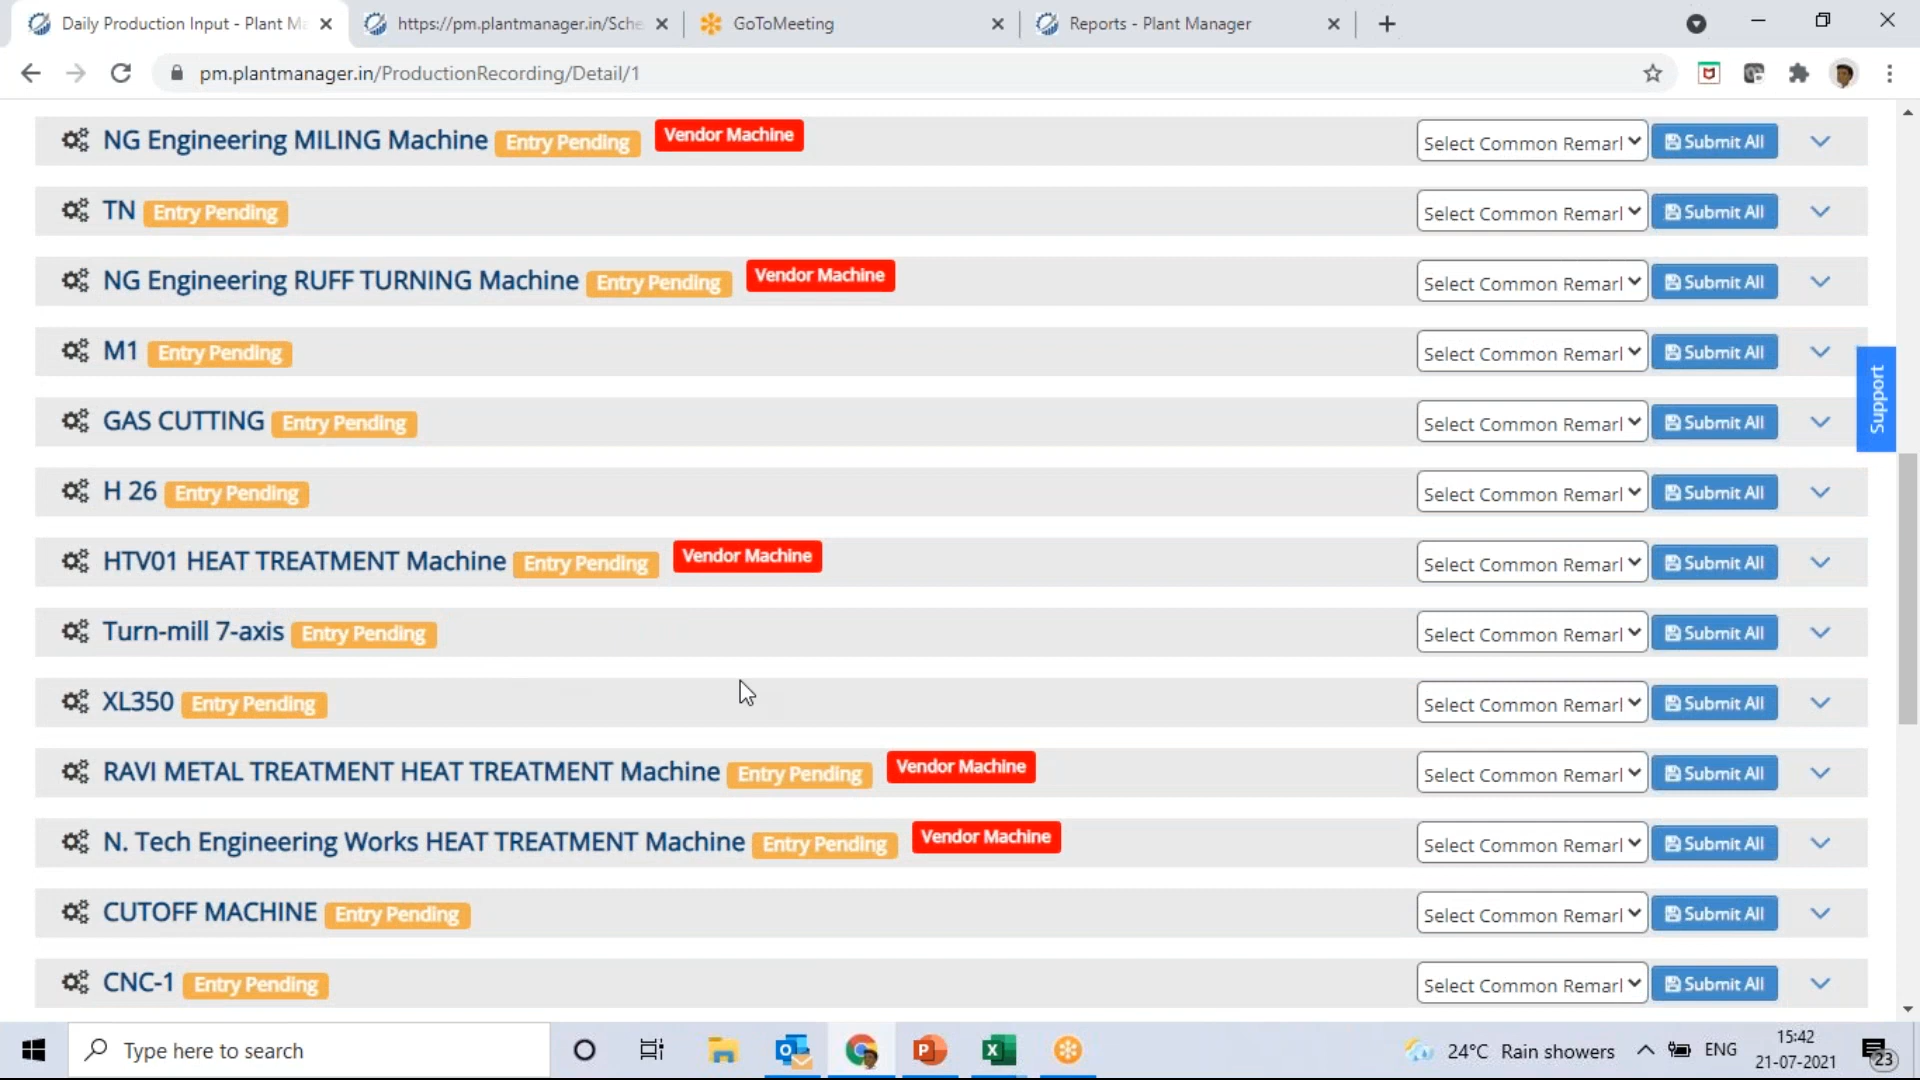 Daily Production Input - Plant Ma
https://pm.plantmanager.in/Sche
GoToMeeting
Reports - Plant Manager
pm.plantmanager.in/ProductionRecording/Detail/1
NG Engineering MILING Machine Entry Pending Vendor Machine Select Common Remarl Submit All
TN Entry Pending Select Common Remarl Submit All
NG Engineering RUFF TURNING Machine Entry Pending Vendor Machine Select Common Remarl Submit All
M1 Entry Pending Select Common Remarl Submit All
Support
GAS CUTTING Entry Pending Select Common Remarl Submit All
H 26 Entry Pending Select Common Remarl Submit All
HTV01 HEAT TREATMENT Machine Entry Pending Vendor Machine Select Common Remarl Submit All
Turn-mill 7-axis Entry Pending Select Common Remarl Submit All
XL350 Entry Pending Select Common Remarl Submit All
RAVI METAL TREATMENT HEAT TREATMENT Machine Entry Pending Vendor Machine Select Common Remarl Submit All
N. Tech Engineering Works HEAT TREATMENT Machine Entry Pending Vendor Machine Select Common Remarl Submit All
CUTOFF MACHINE Entry Pending Select Common Remarl Submit All
CNC-1 Entry Pending Select Common Remarl Submit All
Type here to search
24°C Rain showers
ENG
15:42
21-07-2021
23